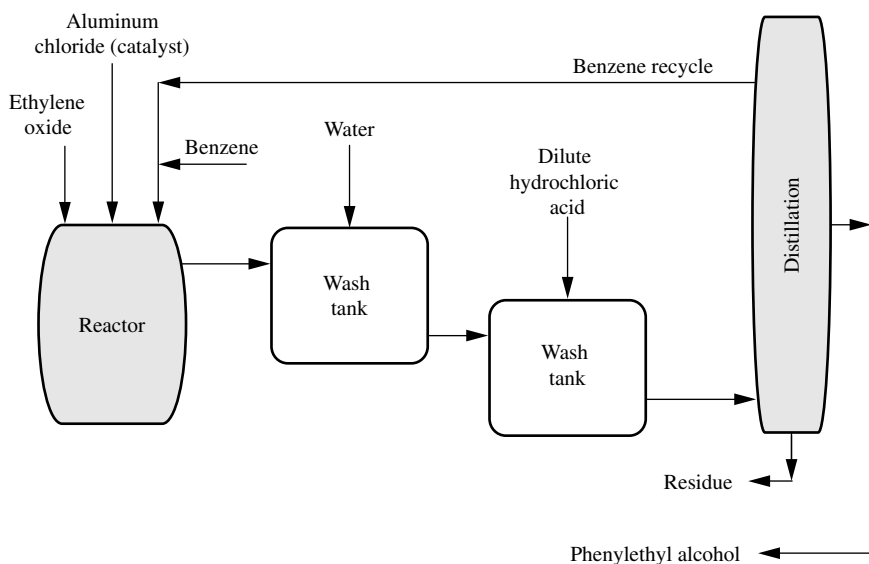 Aluminum
chloride (catalyst)
Benzene recycle
Ethylene
oxide
Benzene
Water
Dilute
hydrochloric
acid
Distillation
Wash
tank
Reactor
Wash
tank
Residue
Phenylethyl alcohol